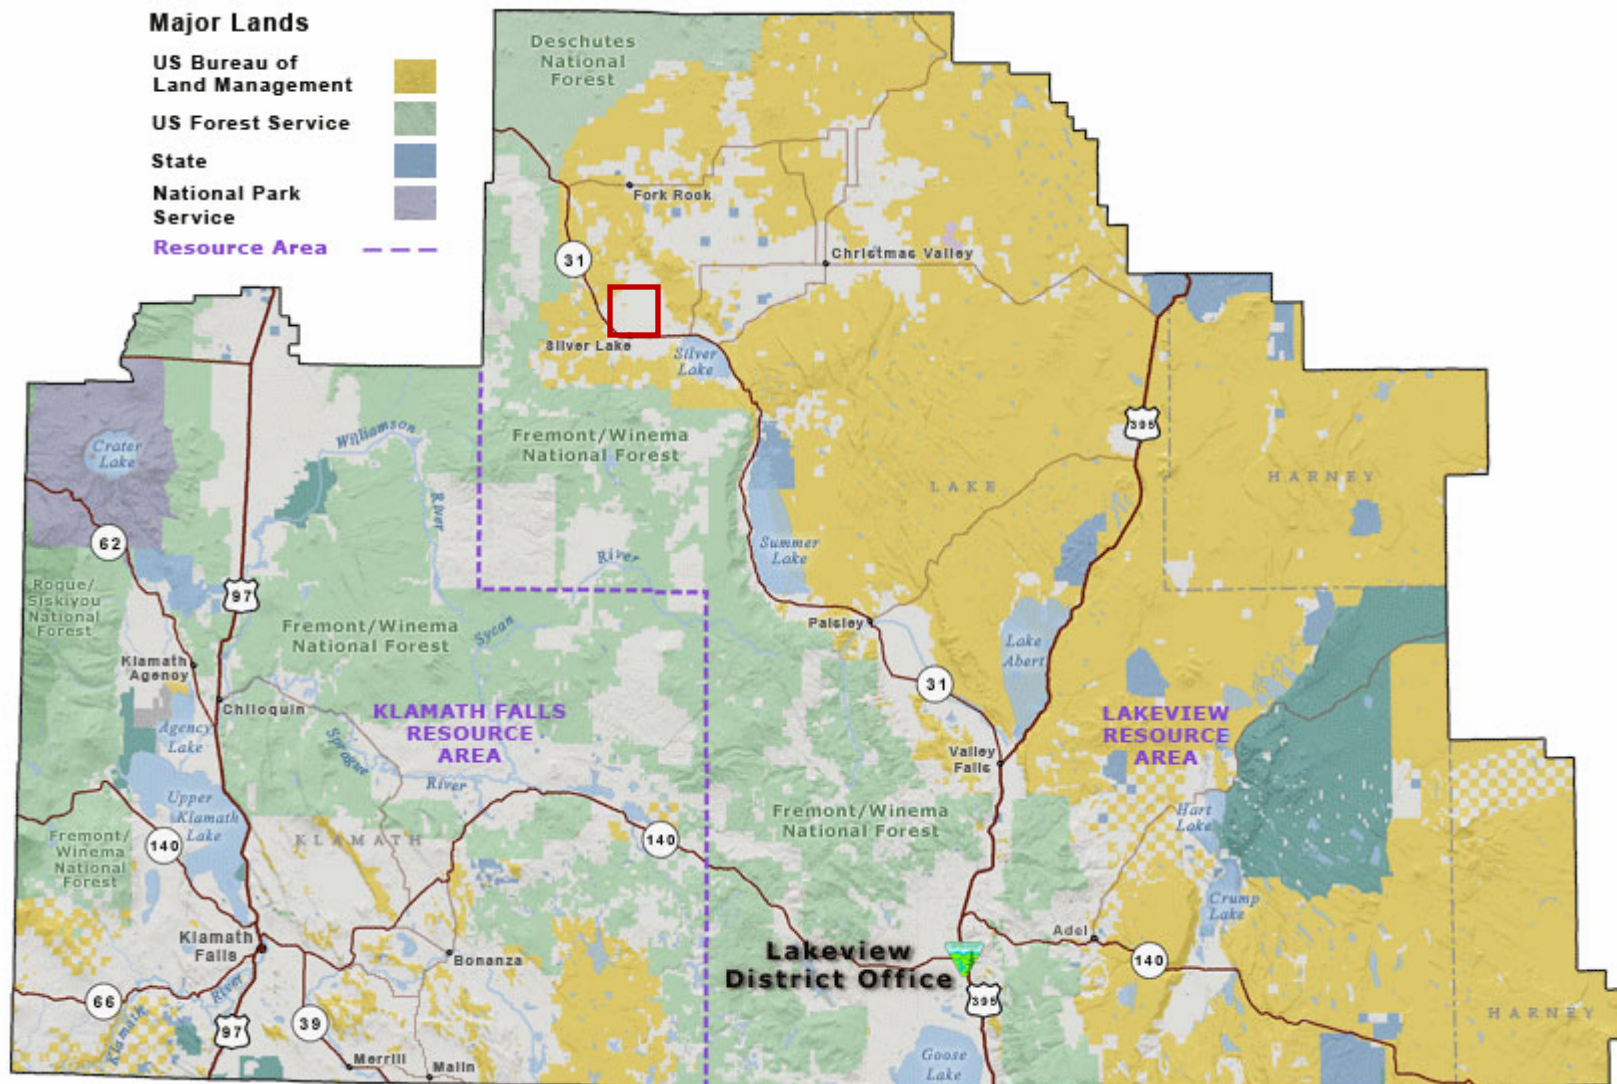 Major Lands
US Bureau of
Land Management
US Forest Service
State
National Park
Service
Resource Area
Deschutes
National
Forest
Fork Rock
31
Christmas Valley
Silver Lake
Silver
Lake
395
Crater
Lake
Williamson
River
Fremont/Winema
National Forest
LAKE
HARNEY
62
Summer
Lake
River
97
Rogue/
Siskiyou
National
Forest
Fremont/Winema
National Forest
Sycan
Paisley
Lake
Abert
Klamath
Agency
31
Chiloquin
KLAMATH FALLS
RESOURCE
AREA
LAKEVIEW
RESOURCE
AREA
Agency
Lake
Sprague
River
Valley
Falls
Upper
Klamath
Lake
Fremont/Winema
National Forest
Hart
Lake
Fremont/
Winema
National
Forest
140
KLAMATH
140
Crump
Lake
Klamath
Falls
Bonanza
Lakeview
District Office
Adel
140
66
River
Klamath
97
39
395
HARNEY
Merrill
Malin
Goose
Lake